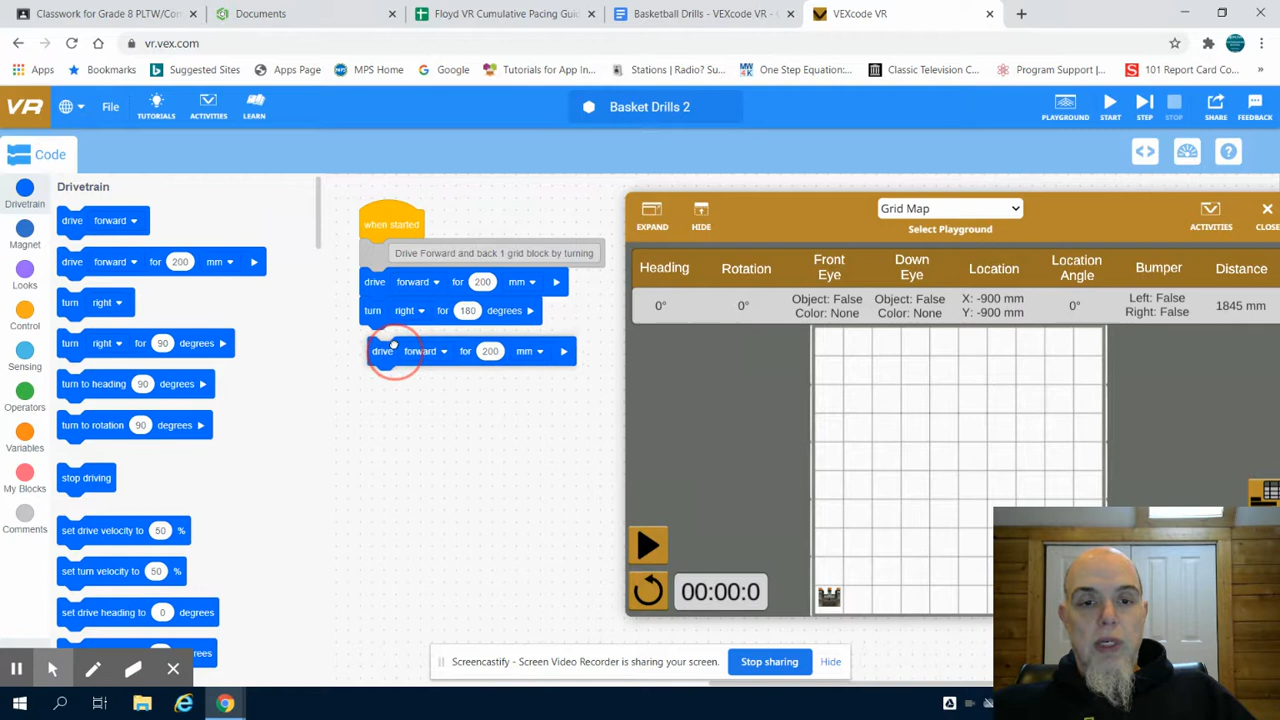 Classwork for Grade 8 PLTW/Con
Documents
Floyd VR Cumulative Pacing Guid
Basketball Drills - VEXcode VR - G
VEXcode VR
vr.vex.com
Apps
Bookmarks
Suggested Sites
Apps Page
MPS Home
Google
Tutorials for App In...
Stations | Radio? Su...
One Step Equation:...
Classic Television C...
Program Support |...
101 Report Card Co...
VR
File
TUTORIALS
ACTIVITIES
LEARN
Basket Drills 2
PLAYGROUND
START
STEP
STOP
SHARE
FEEDBACK
Code
Drivetrain
Drivetrain
Magnet
Looks
Control
Sensing
Operators
Variables
My Blocks
Comments
drive forward
drive forward for 200 mm
turn right
turn right for 90 degrees
turn to heading 90 degrees
turn to rotation 90 degrees
stop driving
set drive velocity to 50 %
set turn velocity to 50 %
set drive heading to 0 degrees
when started
Drive Forward and back 1 grid block by turning
drive forward for 200 mm
turn right for 180 degrees
drive forward for 200 mm
EXPAND
HIDE
Grid Map
Select Playground
ACTIVITIES
CLOSE
Heading
Rotation
Front Eye
Down Eye
Location
Location Angle
Bumper
Distance
0°
0°
Object: False
Color: None
Object: False
Color: None
X: -900 mm
Y: -900 mm
0°
Left: False
Right: False
1845 mm
00:00:0
Screencastify - Screen Video Recorder is sharing your screen.
Stop sharing
Hide